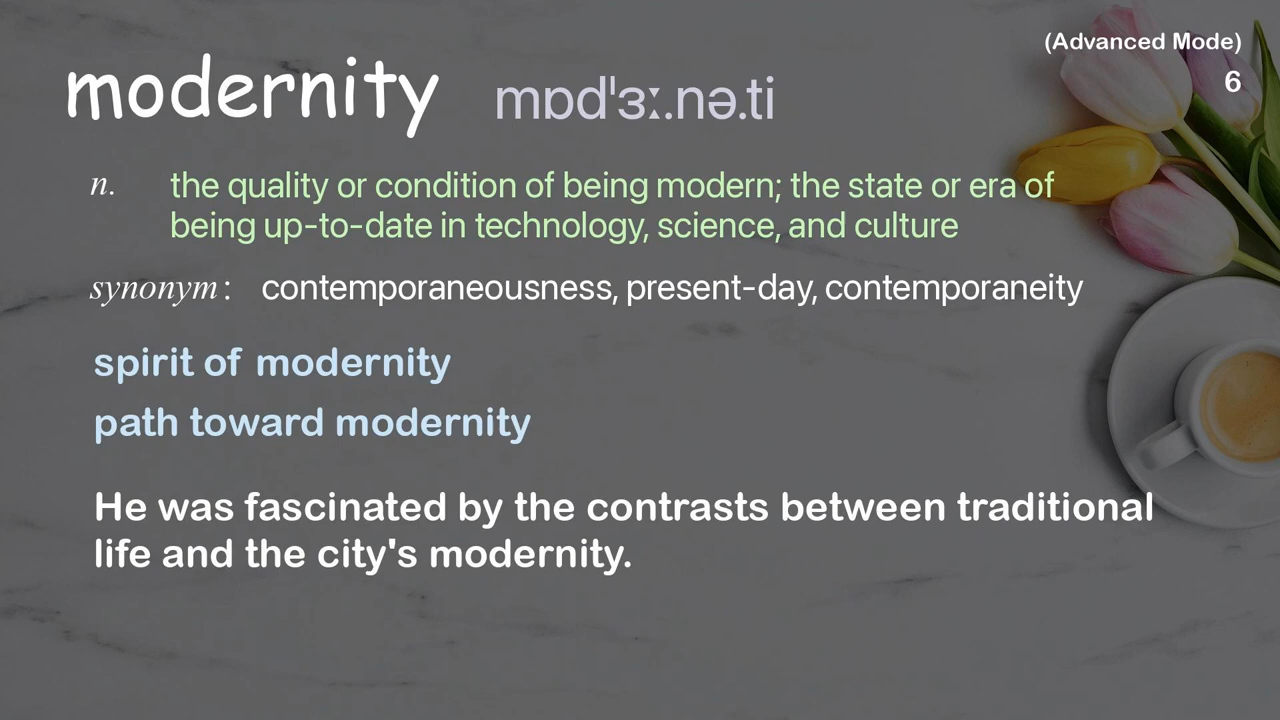 (Advanced Mode)
6
modernity mɒdˈɜː.nə.ti
n. the quality or condition of being modern; the state or era of
being up-to-date in technology, science, and culture
synonym : contemporaneousness, present-day, contemporaneity
spirit of modernity
path toward modernity
He was fascinated by the contrasts between traditional
life and the city's modernity.